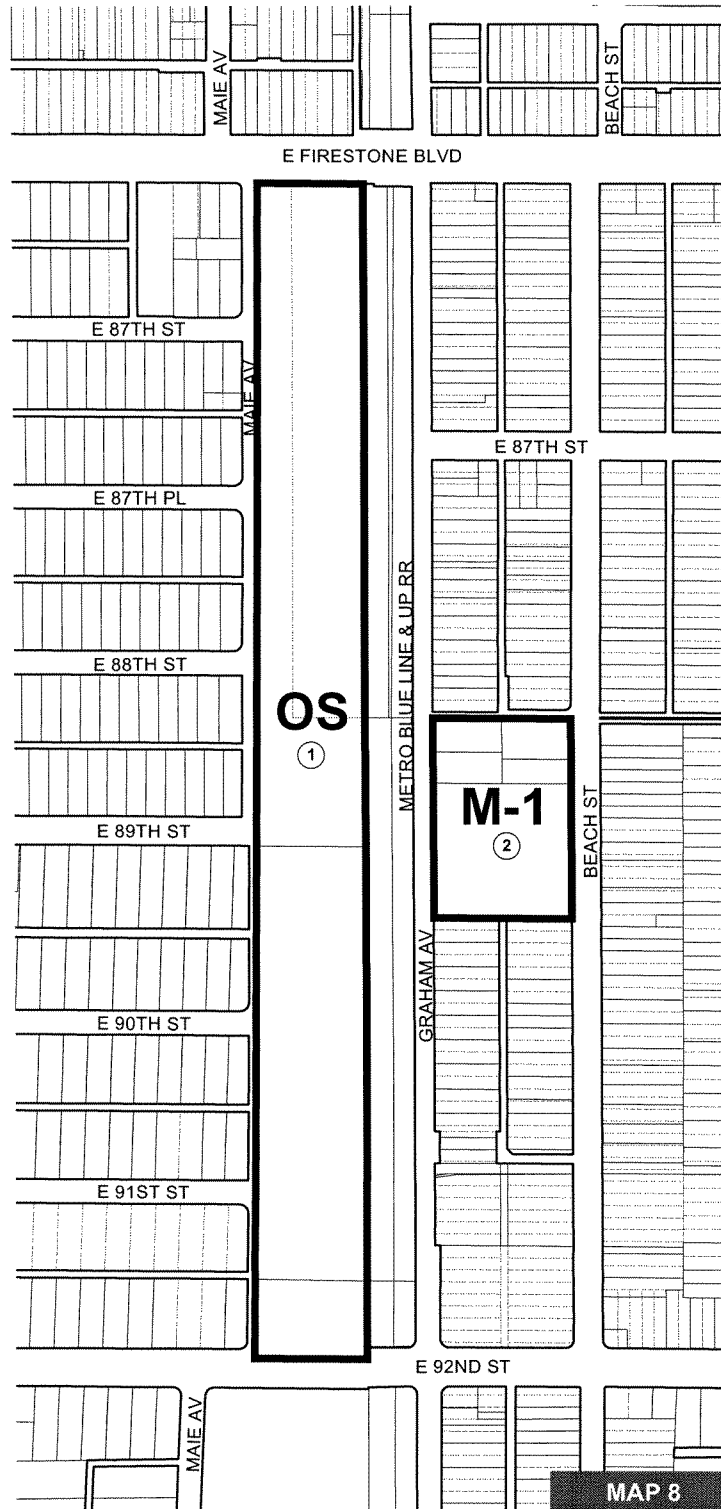 MAIE AV
BEACH ST
E FIRESTONE BLVD
E 87TH ST
MAIE AV
E 87TH ST
E 87TH PL
METRO BLUE LINE & UP RR
E 88TH ST
OS
1
M-1
2
BEACH ST
E 89TH ST
GRAHAM AV
E 90TH ST
E 91ST ST
E 92ND ST
MAIE AV
MAP 8